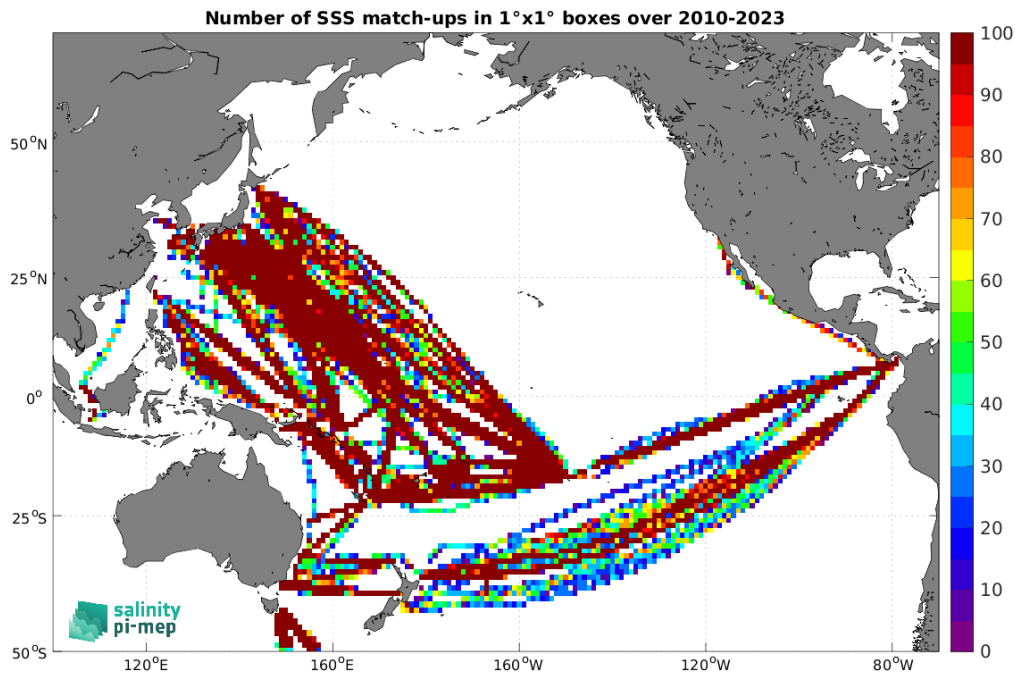 Number of SSS match-ups in 1°x1° boxes over 2010-2023
100
90
80
70
60
50
40
30
20
10
0
50°N
25°N
0°
25°S
50°S
120°E
160°E
160°W
120°W
80°W
salinity
pi-mep